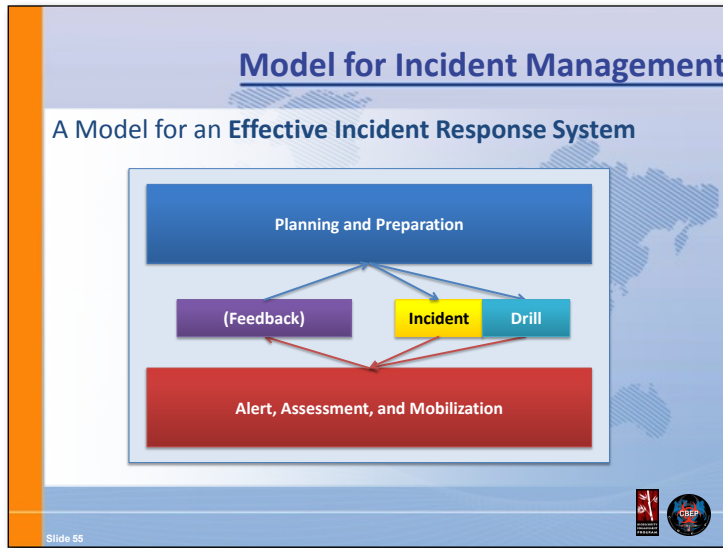 Model for Incident Management
A Model for an Effective Incident Response System
Planning and Preparation
(Feedback)
Incident
Drill
Alert, Assessment, and Mobilization
CBEP
Slide 55